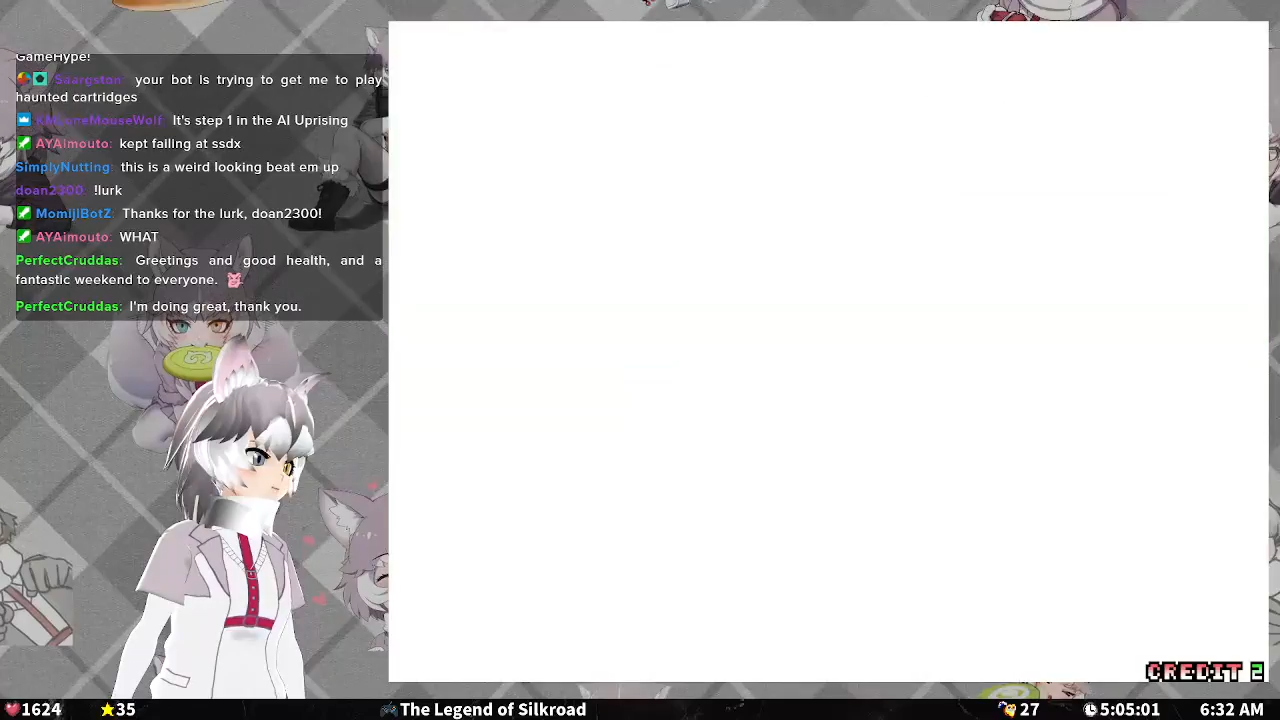 GameHype!
Saargston: your bot is trying to get me to play
haunted cartridges
KMLoneMouseWolf It's step 1 in the AI Uprising
AYAimouto: kept failing at ssdx
SimplyNutting: this is a weird looking beat em up
doan2300 !lurk
MomijiBotZ Thanks for the lurk, doan2300!
AYAimouto: WHAT
PerfectCruddas: Greetings and good health, and a
fantastic weekend to everyone.
PerfectCruddas: I'm doing great, thank you.
CREDIT 2
1624
35
The Legend of Silkroad
27
5:05:01
6:32 AM